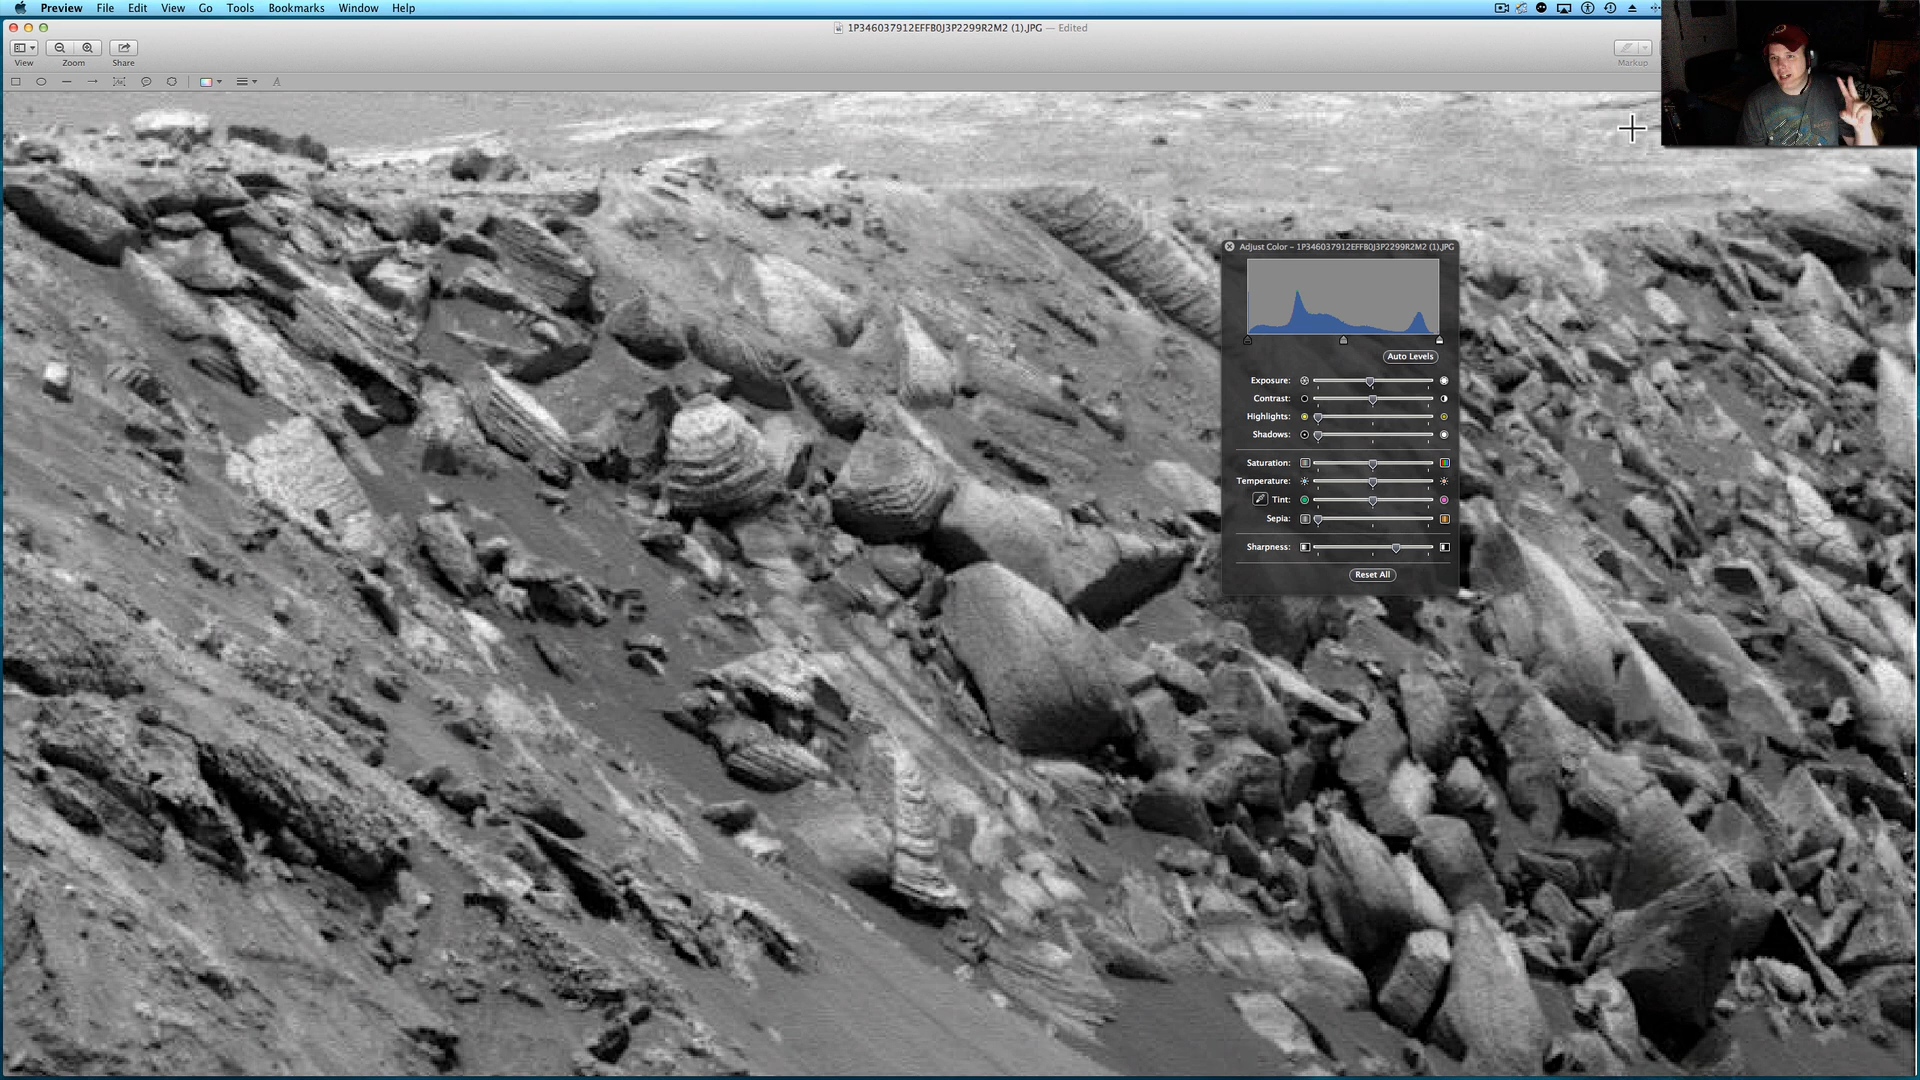 Preview File Edit View Go Tools Bookmarks Window Help
1P346037912EFFB0J3P2299R2M2 (1).JPG — Edited
View Zoom Share Markup
Adjust Color – 1P346037912EFFB0J3P2299R2M2 (1).JPG
Auto Levels
Exposure:
Contrast:
Highlights:
Shadows:
Saturation:
Temperature:
Tint:
Sepia:
Sharpness:
Reset All